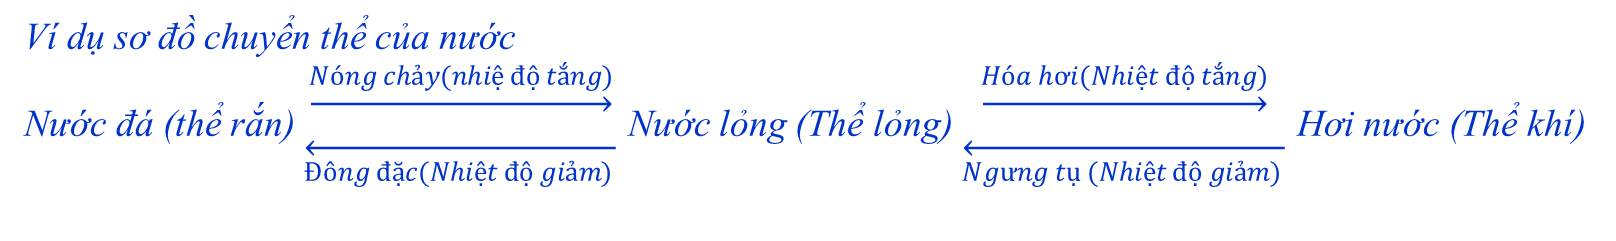 Ví dụ sơ đồ chuyển thể của nước
Nóng chảy(nhiệ độ tắng) Hóa hơi(Nhiệt độ tắng)
Nước đá (thể rắn) Nước lỏng (Thể lỏng) Hơi nước (Thể khí)
Đông đặc(Nhiệt độ giảm) Ngưng tụ (Nhiệt độ giảm)